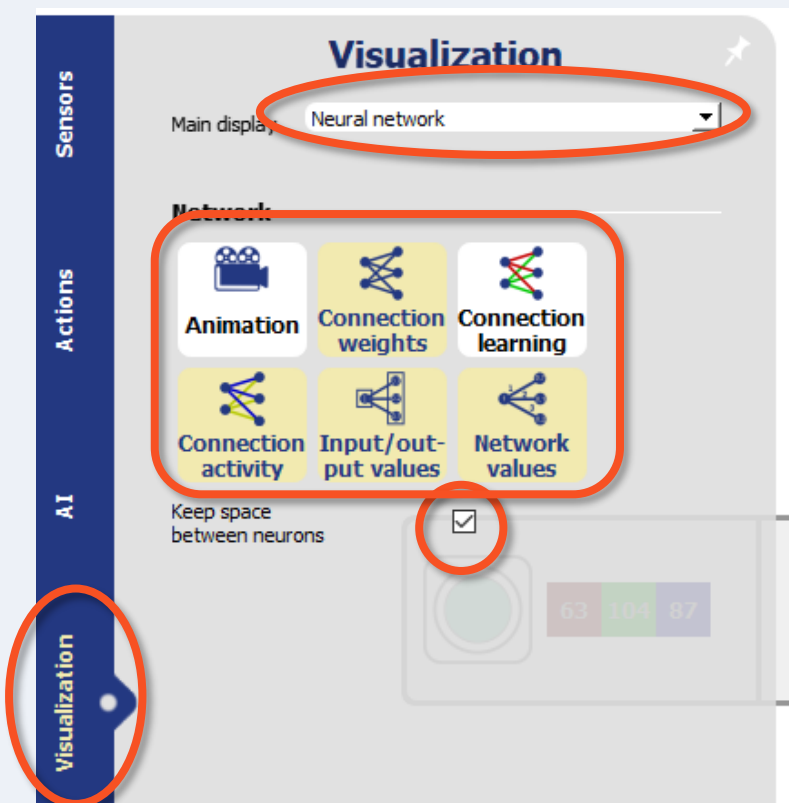 Visualization
Sensors
Actions
AI
Visualization
Main display
Neural network
Network
Animation
Connection
weights
Connection
learning
Connection
activity
Input/out-
put values
Network
values
Keep space
between neurons
63 104 87